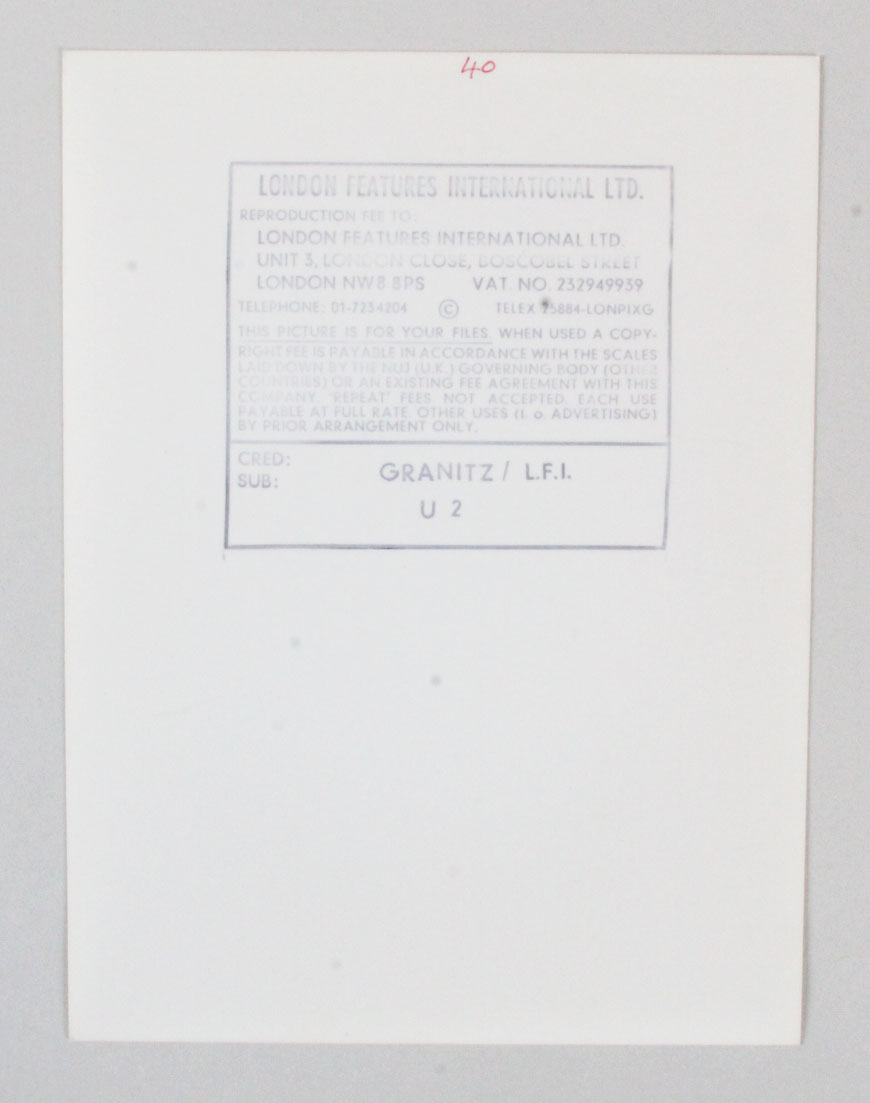 40
LONDON FEATURES INTERNATIONAL LTD.
REPRODUCTION FEE TO:
LONDON FEATURES INTERNATIONAL LTD.
UNIT 3, LONDON CLOSE, BOSCOBEL STREET
LONDON NW8 8PS VAT. NO. 232949939
TELEPHONE: 01-7234204 © TELEX 25884-LONPIXG
THIS PICTURE IS FOR YOUR FILES. WHEN USED A COPY-
RIGHT FEE IS PAYABLE IN ACCORDANCE WITH THE SCALES
LAID DOWN BY THE NUJ (U.K.) GOVERNING BODY (OTHER
COUNTRIES) OR AN EXISTING FEE AGREEMENT WITH THIS
COMPANY. 'REPEAT' FEES NOT ACCEPTED. EACH USE
PAYABLE AT FULL RATE. OTHER USES (I. o. ADVERTISING)
BY PRIOR ARRANGEMENT ONLY.
CRED: GRANITZ / L.F.I.
SUB: U 2